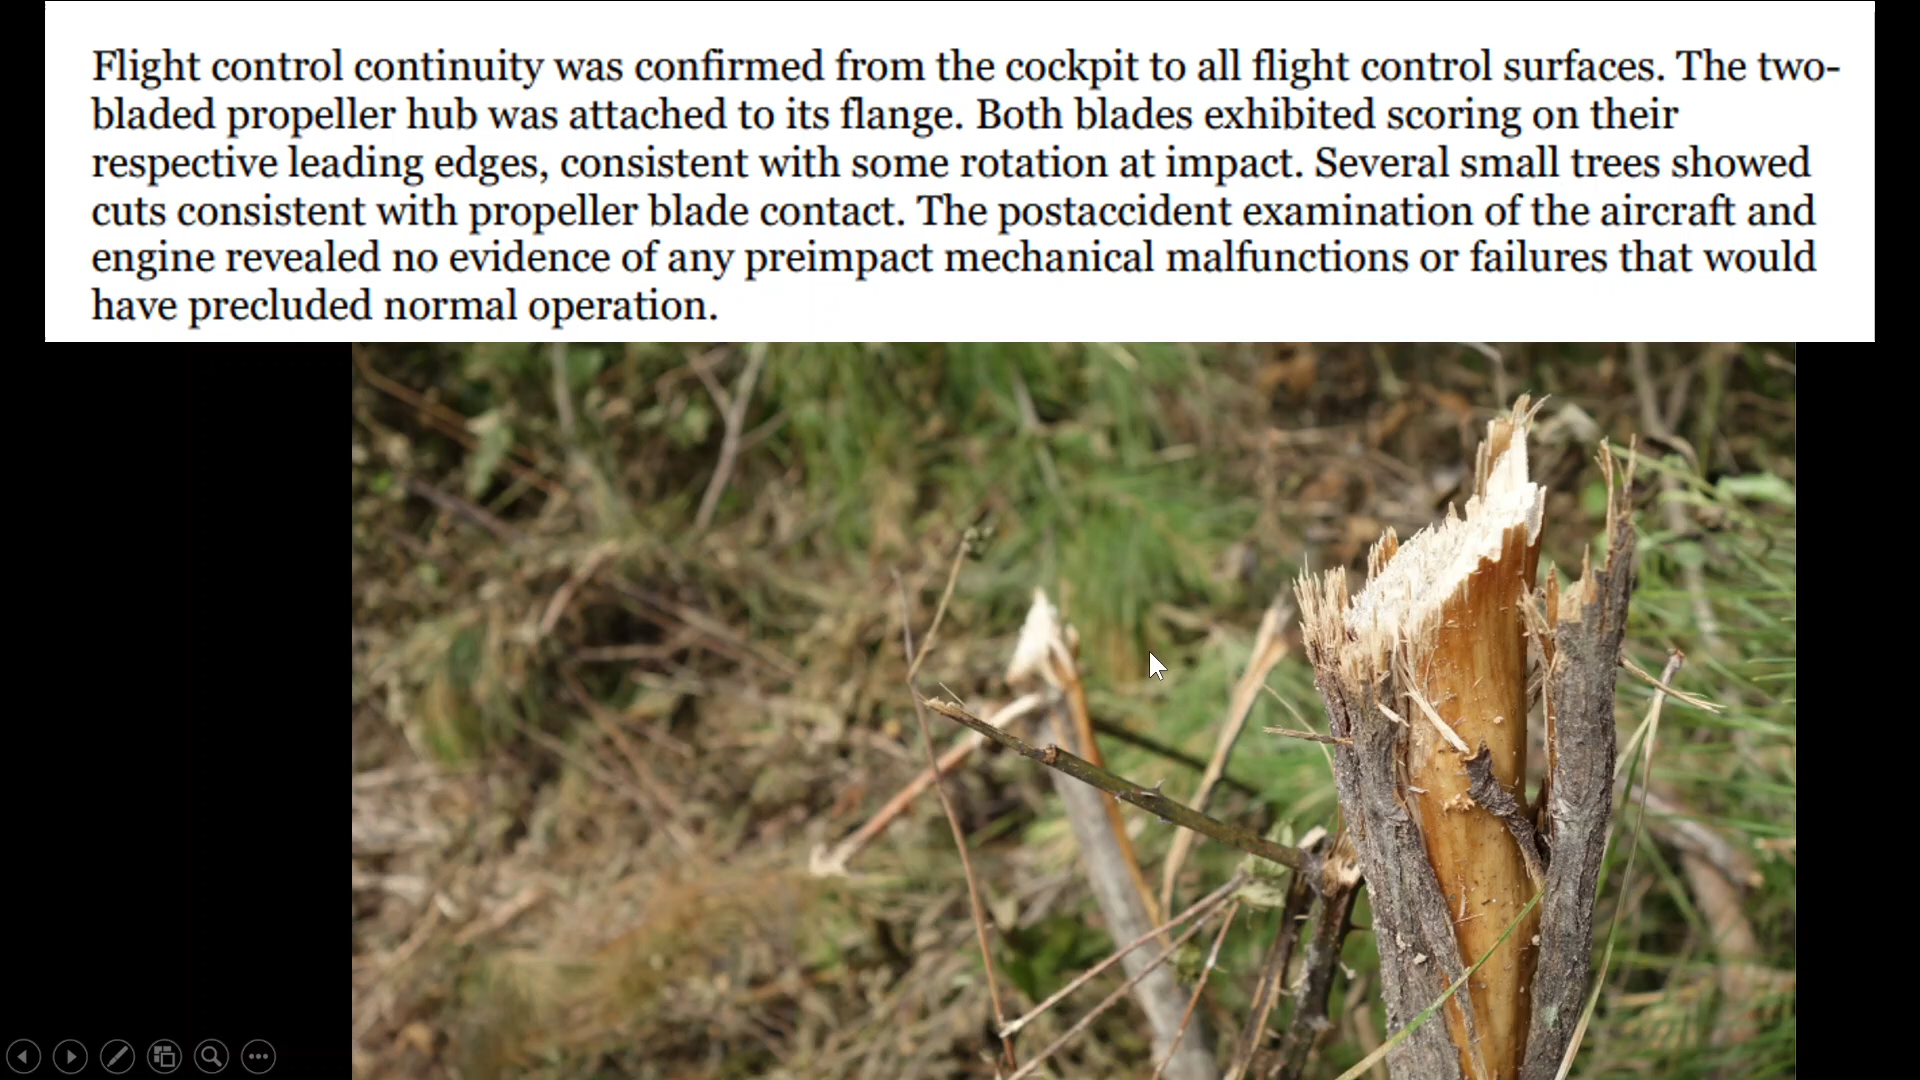 Flight control continuity was confirmed from the cockpit to all flight control surfaces. The two-
bladed propeller hub was attached to its flange. Both blades exhibited scoring on their
respective leading edges, consistent with some rotation at impact. Several small trees showed
cuts consistent with propeller blade contact. The postaccident examination of the aircraft and
engine revealed no evidence of any preimpact mechanical malfunctions or failures that would
have precluded normal operation.